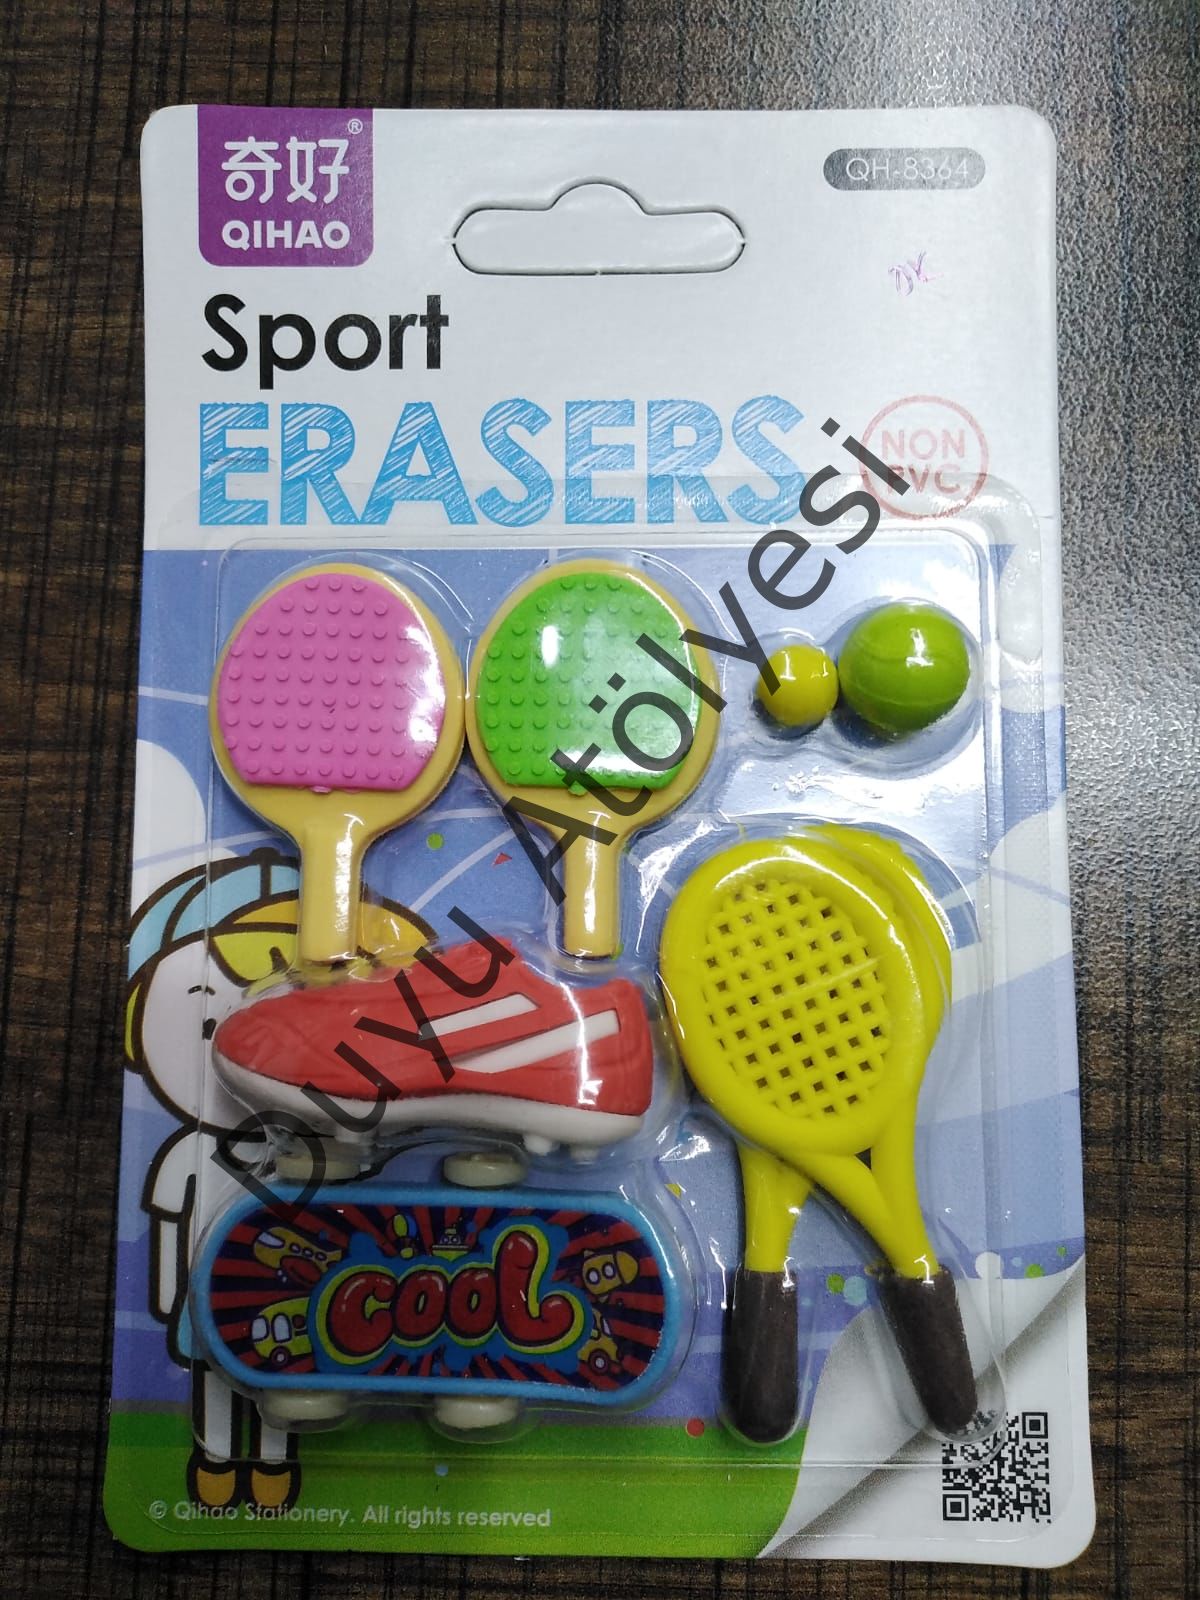 奇好®
QIHAO
QH-8364
Sport
ERASERS
NON
PVC
Duyu Atölyesi
COOL
© Qihao Stationery. All rights reserved